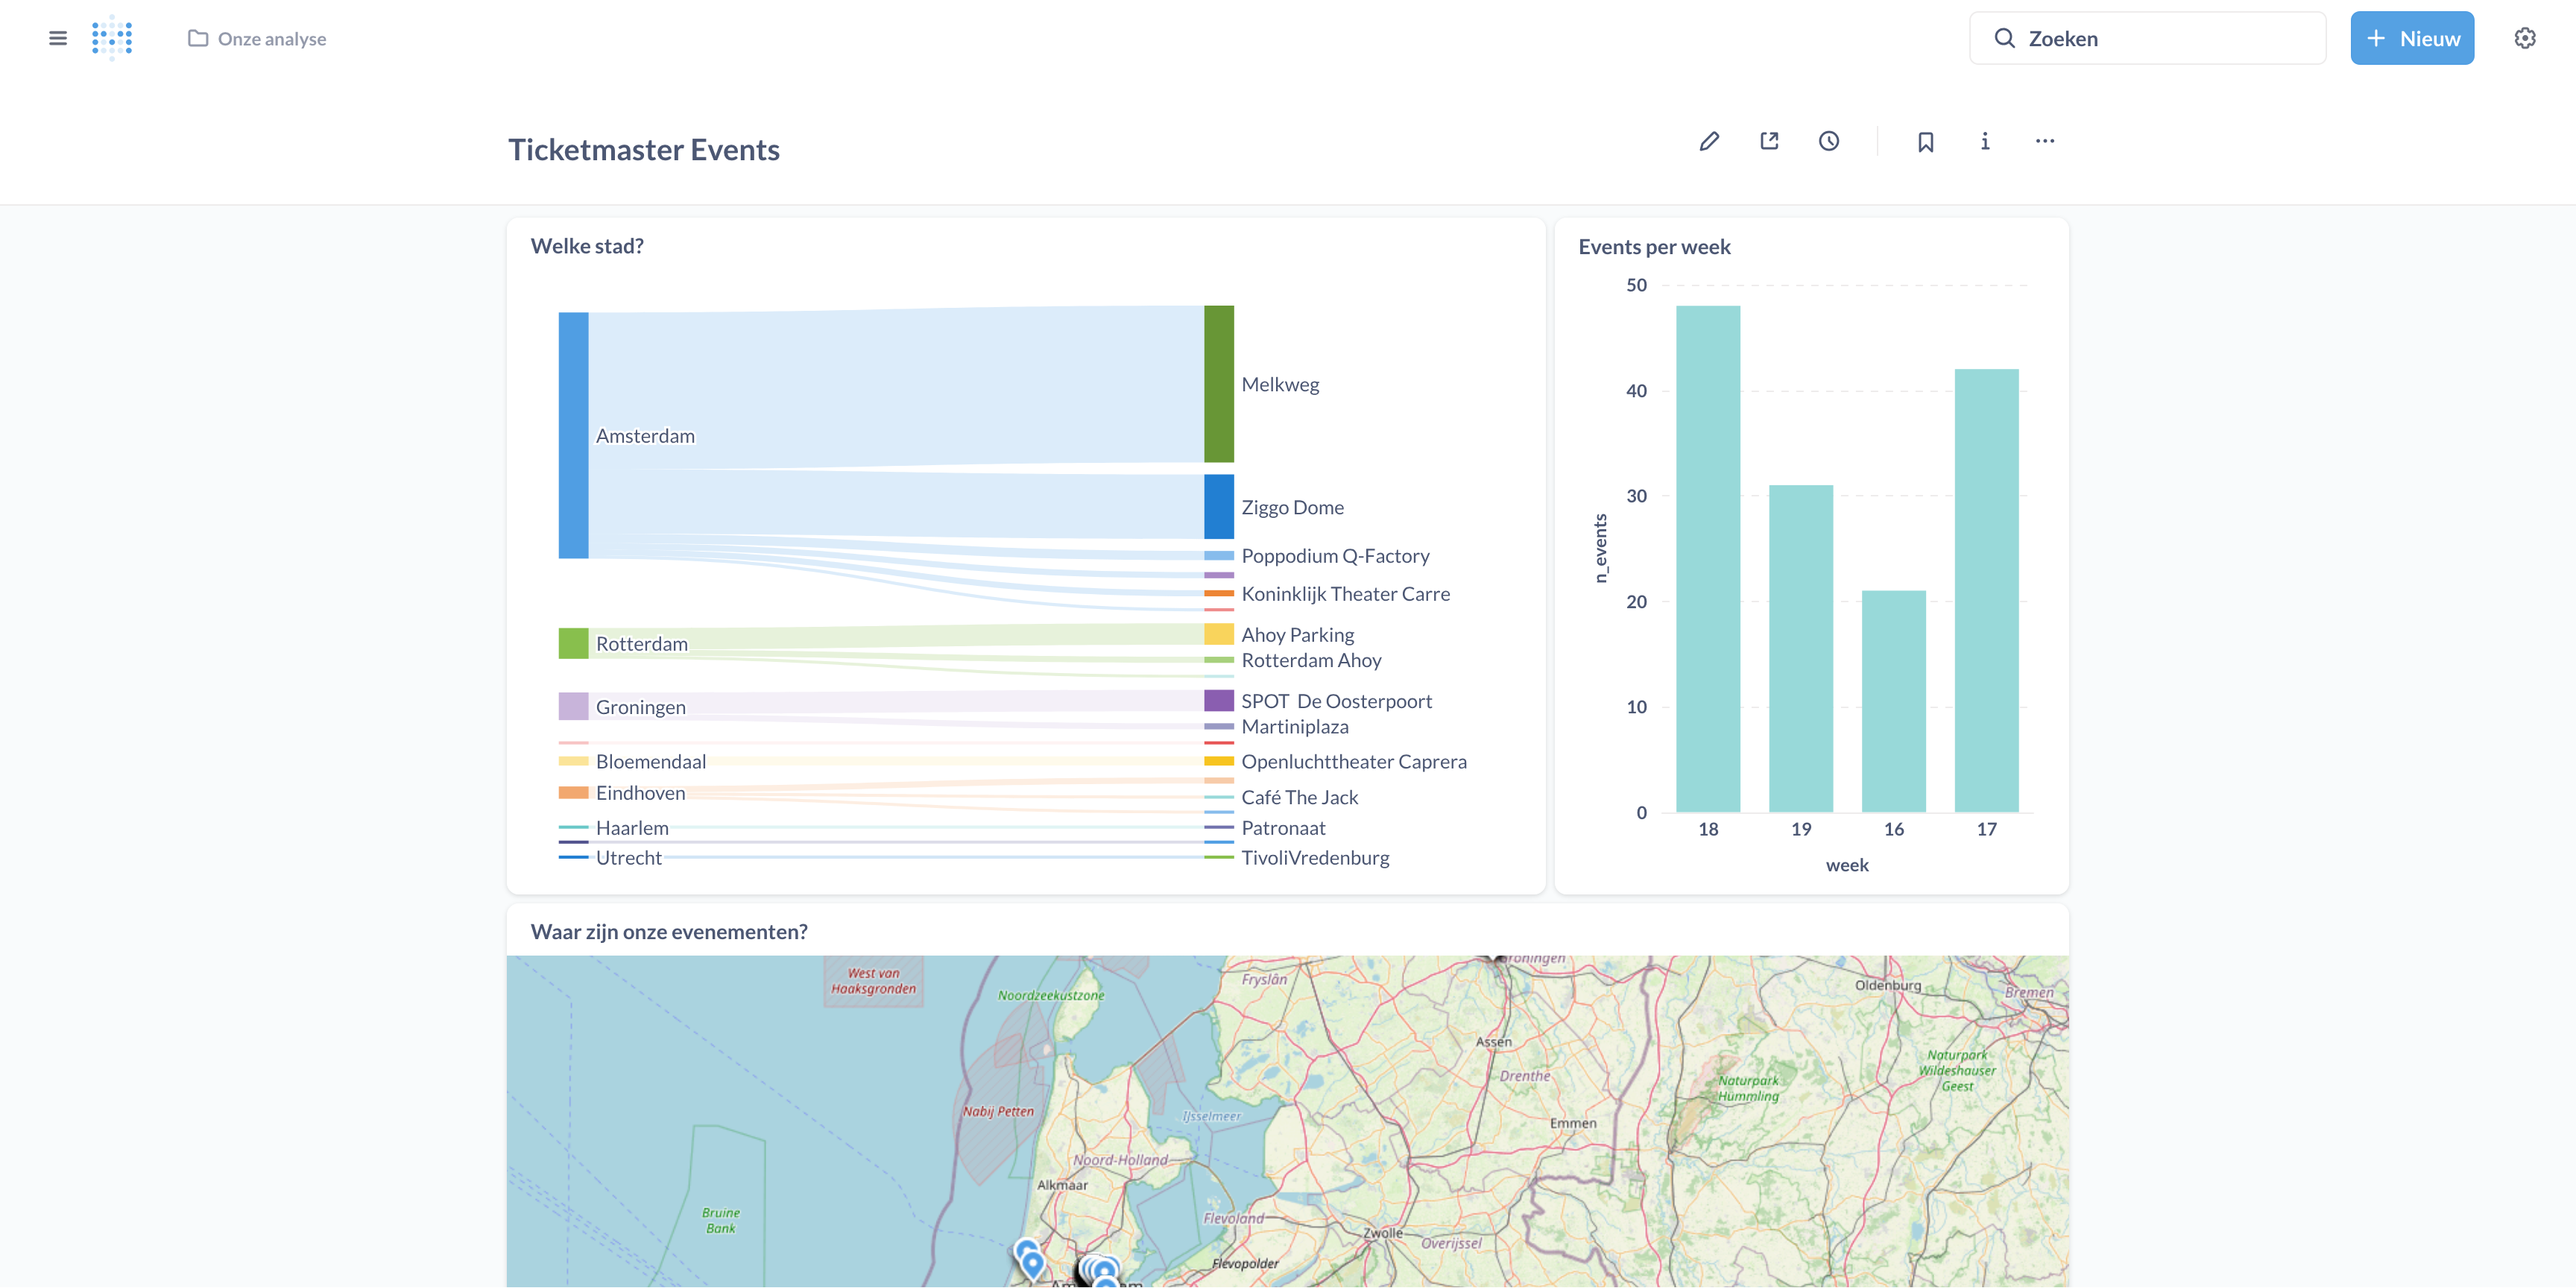 Onze analyse
Zoeken
Nieuw
Ticketmaster Events
Welke stad?
Amsterdam
Rotterdam
Groningen
Bloemendaal
Eindhoven
Haarlem
Utrecht
Melkweg
Ziggo Dome
Poppodium Q-Factory
Koninklijk Theater Carre
Ahoy Parking
Rotterdam Ahoy
SPOT De Oosterpoort
Martiniplaza
Openluchttheater Caprera
Café The Jack
Patronaat
TivoliVredenburg
Events per week
50
40
30
20
10
0
n_events
18
19
16
17
week
Waar zijn onze evenementen?
West van
Haaksgronden
Noordzeekustzone
Fryslân
Oldenburg
Bremen
Assen
Drenthe
Naturpark
Wildeshauser
Geest
Naturpark
Hümmling
Nabij Petten
IJsselmeer
Emmen
Noord-Holland
Alkmaar
Bruine
Bank
Flevoland
Zwolle
Overijssel
Flevopolder